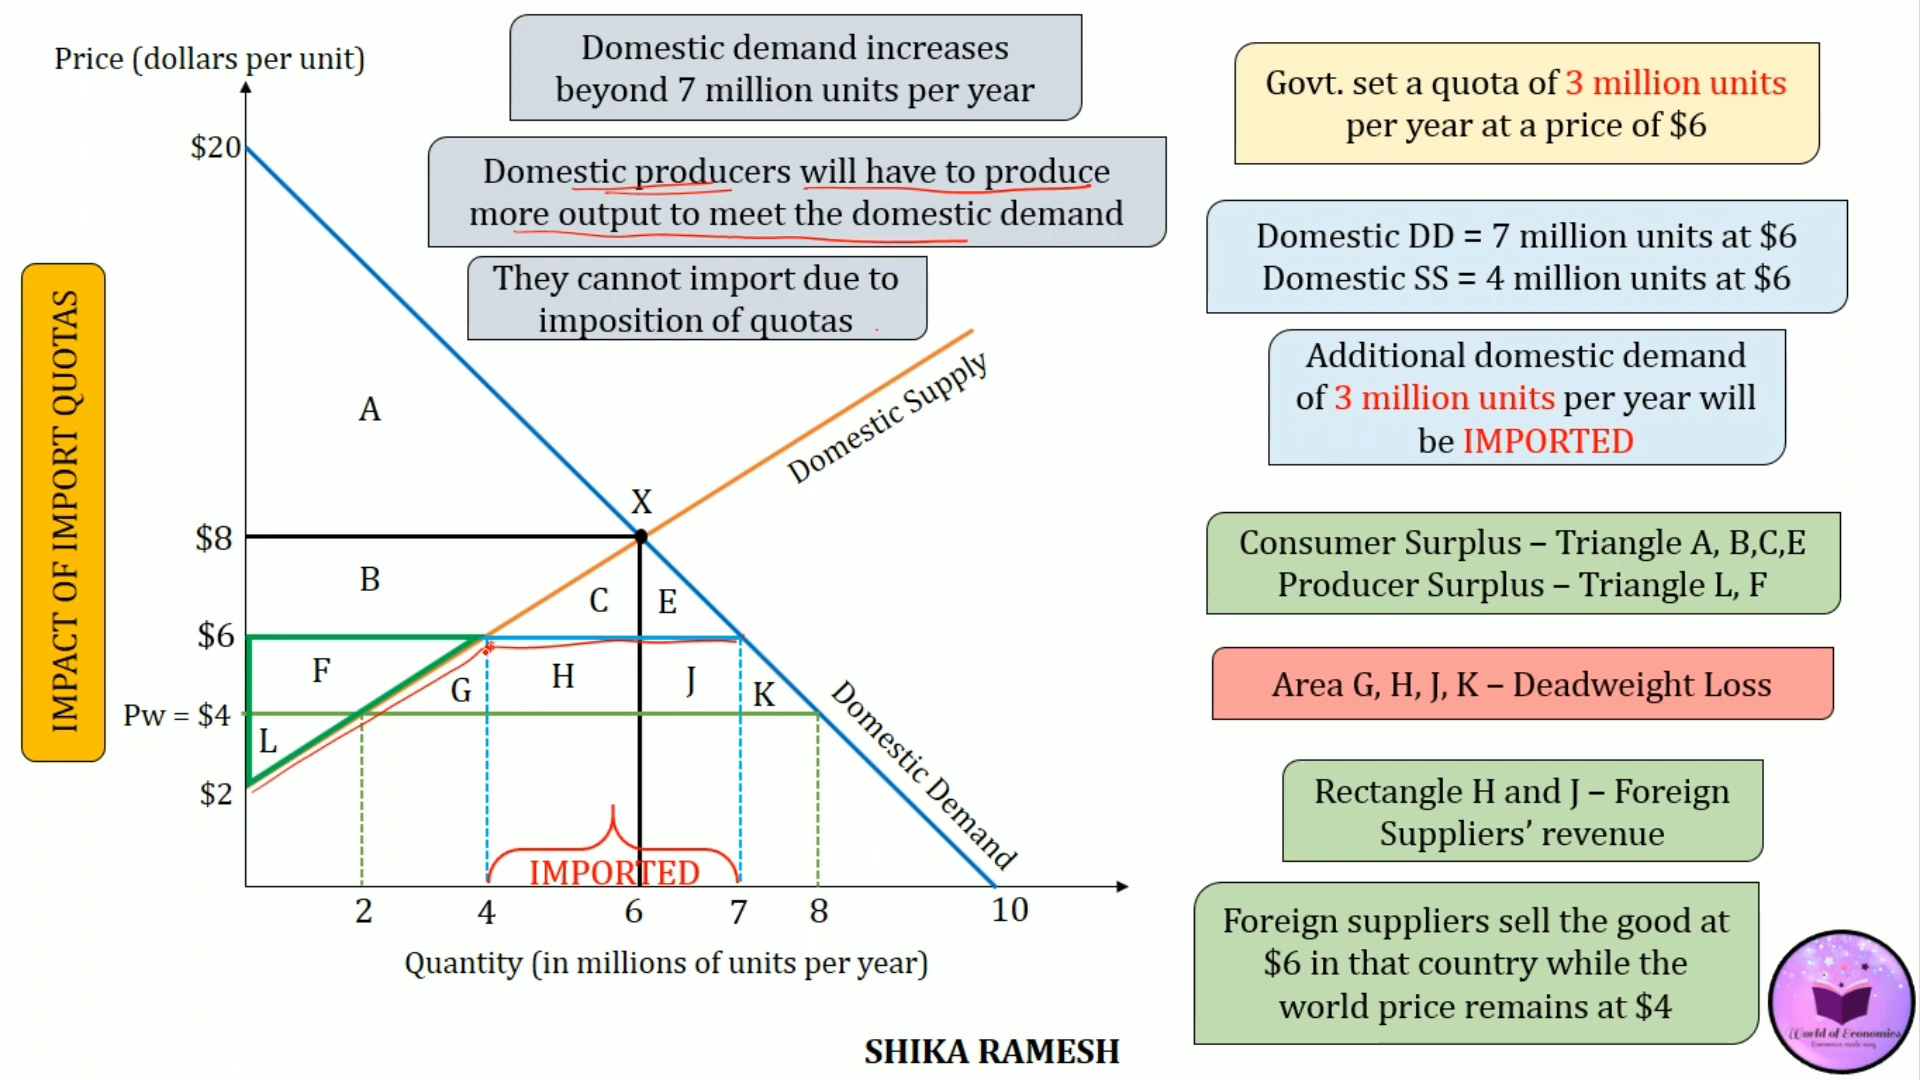 Price (dollars per unit)
Domestic demand increases
beyond 7 million units per year
Domestic producers will have to produce
more output to meet the domestic demand
They cannot import due to
imposition of quotas
Govt. set a quota of 3 million units
per year at a price of $6
Domestic DD = 7 million units at $6
Domestic SS = 4 million units at $6
Additional domestic demand
of 3 million units per year will
be IMPORTED
Consumer Surplus – Triangle A, B,C,E
Producer Surplus – Triangle L, F
Area G, H, J, K – Deadweight Loss
Rectangle H and J – Foreign
Suppliers’ revenue
Foreign suppliers sell the good at
$6 in that country while the
world price remains at $4
IMPACT OF IMPORT QUOTAS
$20
A
X
$8
B
C
E
$6
F
G
H
J
K
Pw = $4
L
$2
Domestic Supply
Domestic Demand
IMPORTED
2
4
6
7
8
10
Quantity (in millions of units per year)
SHIKA RAMESH
World of Economics
Economics made easy